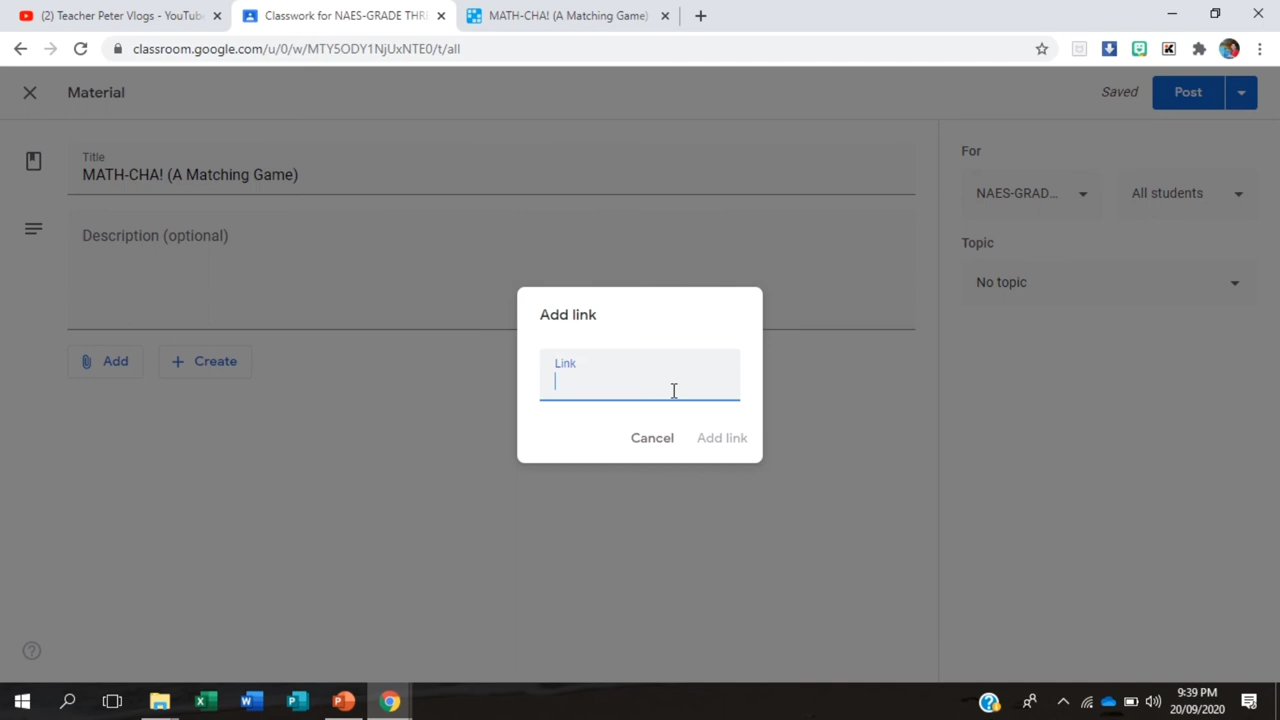 (2) Teacher Peter Vlogs - YouTube
Classwork for NAES-GRADE THRE
MATH-CHA! (A Matching Game)
classroom.google.com/u/0/w/MTY5ODY1NjUxNTE0/t/all
Material
Saved
Post
Title
MATH-CHA! (A Matching Game)
Description (optional)
Add
Create
For
NAES-GRAD...
All students
Topic
No topic
Add link
Link
Cancel
Add link
9:39 PM
20/09/2020